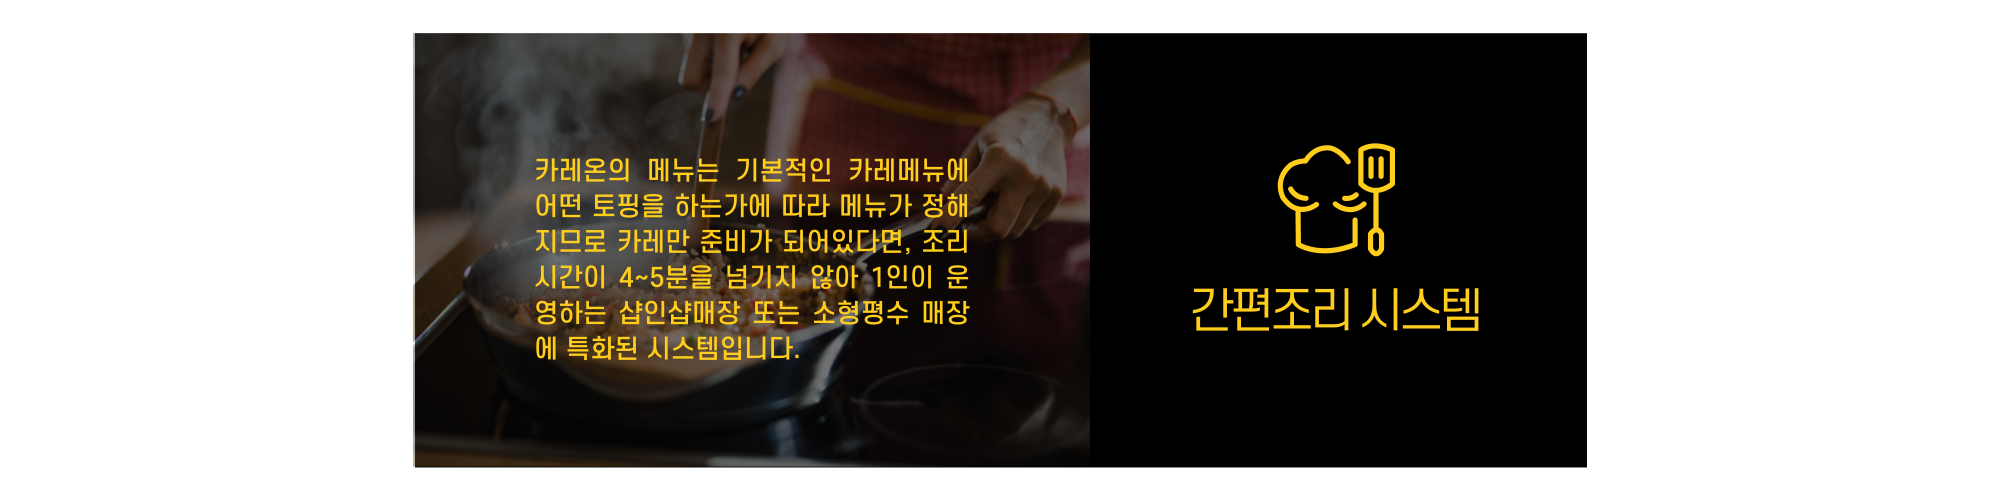 카레온의 메뉴는 기본적인 카레메뉴에
어떤 토핑을 하는가에 따라 메뉴가 정해
지므로 카레만 준비가 되어있다면, 조리
시간이 4~5분을 넘기지 않아 1인이 운
영하는 샵인샵매장 또는 소형평수 매장
에 특화된 시스템입니다.
간편조리 시스템